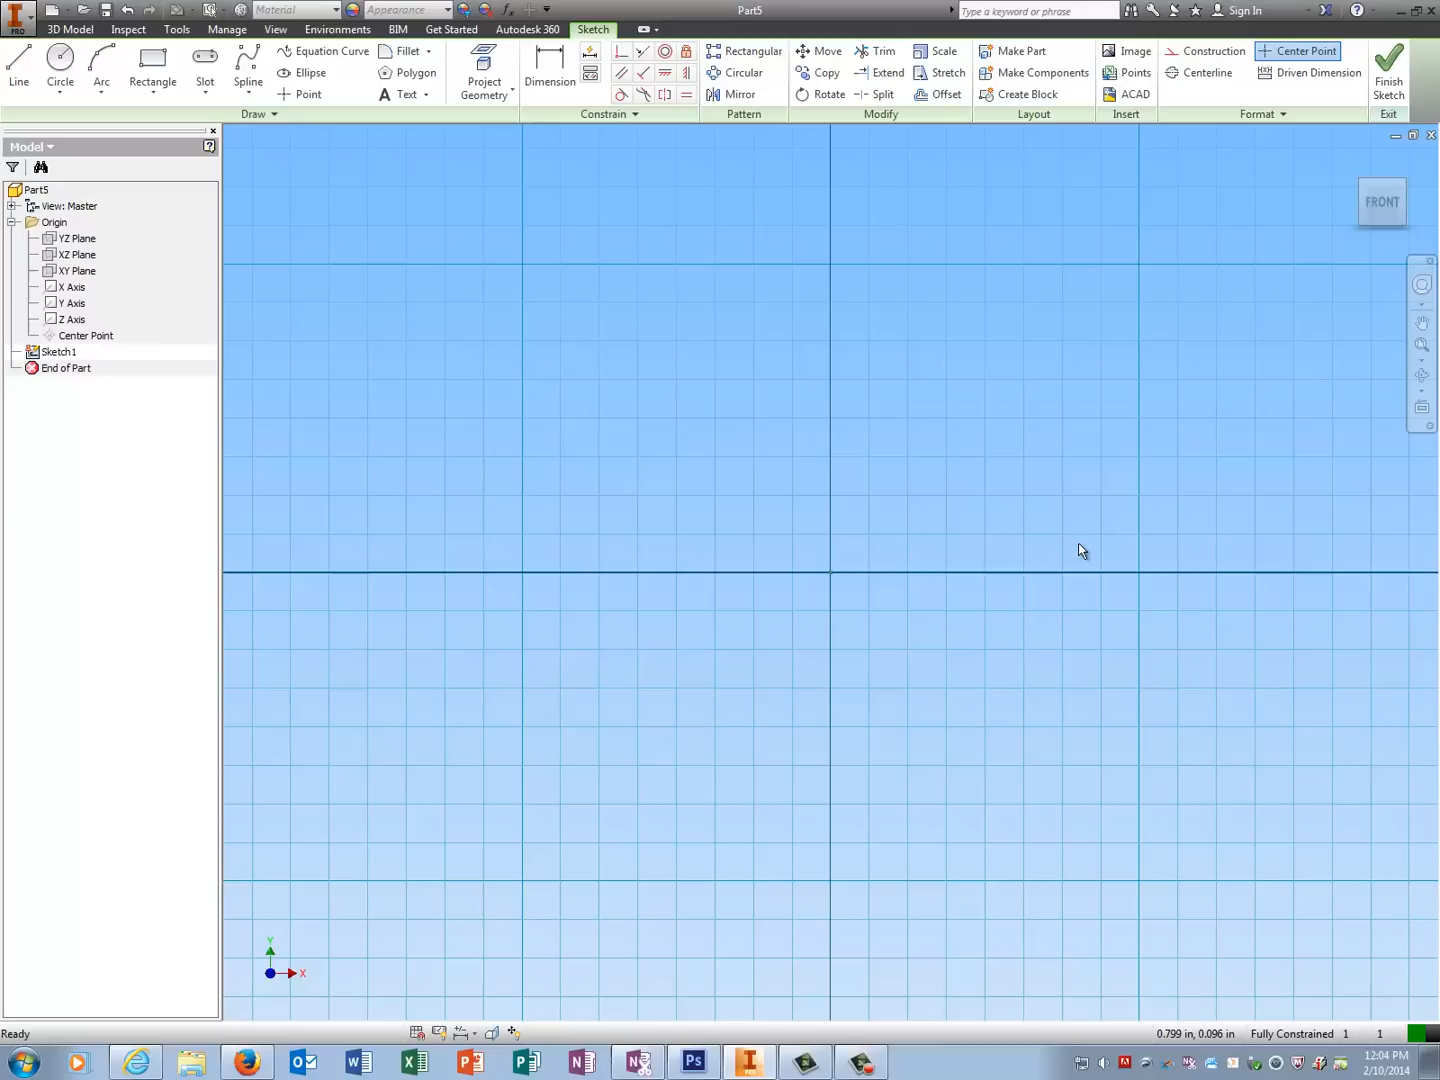 PRO Material Appearance fx Part5 Type a keyword or phrase Sign In
3D Model Inspect Tools Manage View Environments BIM Get Started Autodesk 360 Sketch
Line Circle Arc Rectangle Slot Spline Equation Curve Fillet Project Geometry Dimension Rectangular Move Trim Scale Make Part Image Construction Center Point Finish Sketch
Ellipse Polygon Circular Copy Extend Stretch Make Components Points Centerline Driven Dimension
Point A Text Mirror Rotate Split Offset Create Block ACAD
Draw Constrain Pattern Modify Layout Insert Format Exit
Model
Part5
View: Master
Origin
YZ Plane
XZ Plane
XY Plane
X Axis
Y Axis
Z Axis
Center Point
Sketch1
End of Part
FRONT
Y
X
Ready 0.799 in, 0.096 in Fully Constrained 1 1
12:04 PM
2/10/2014